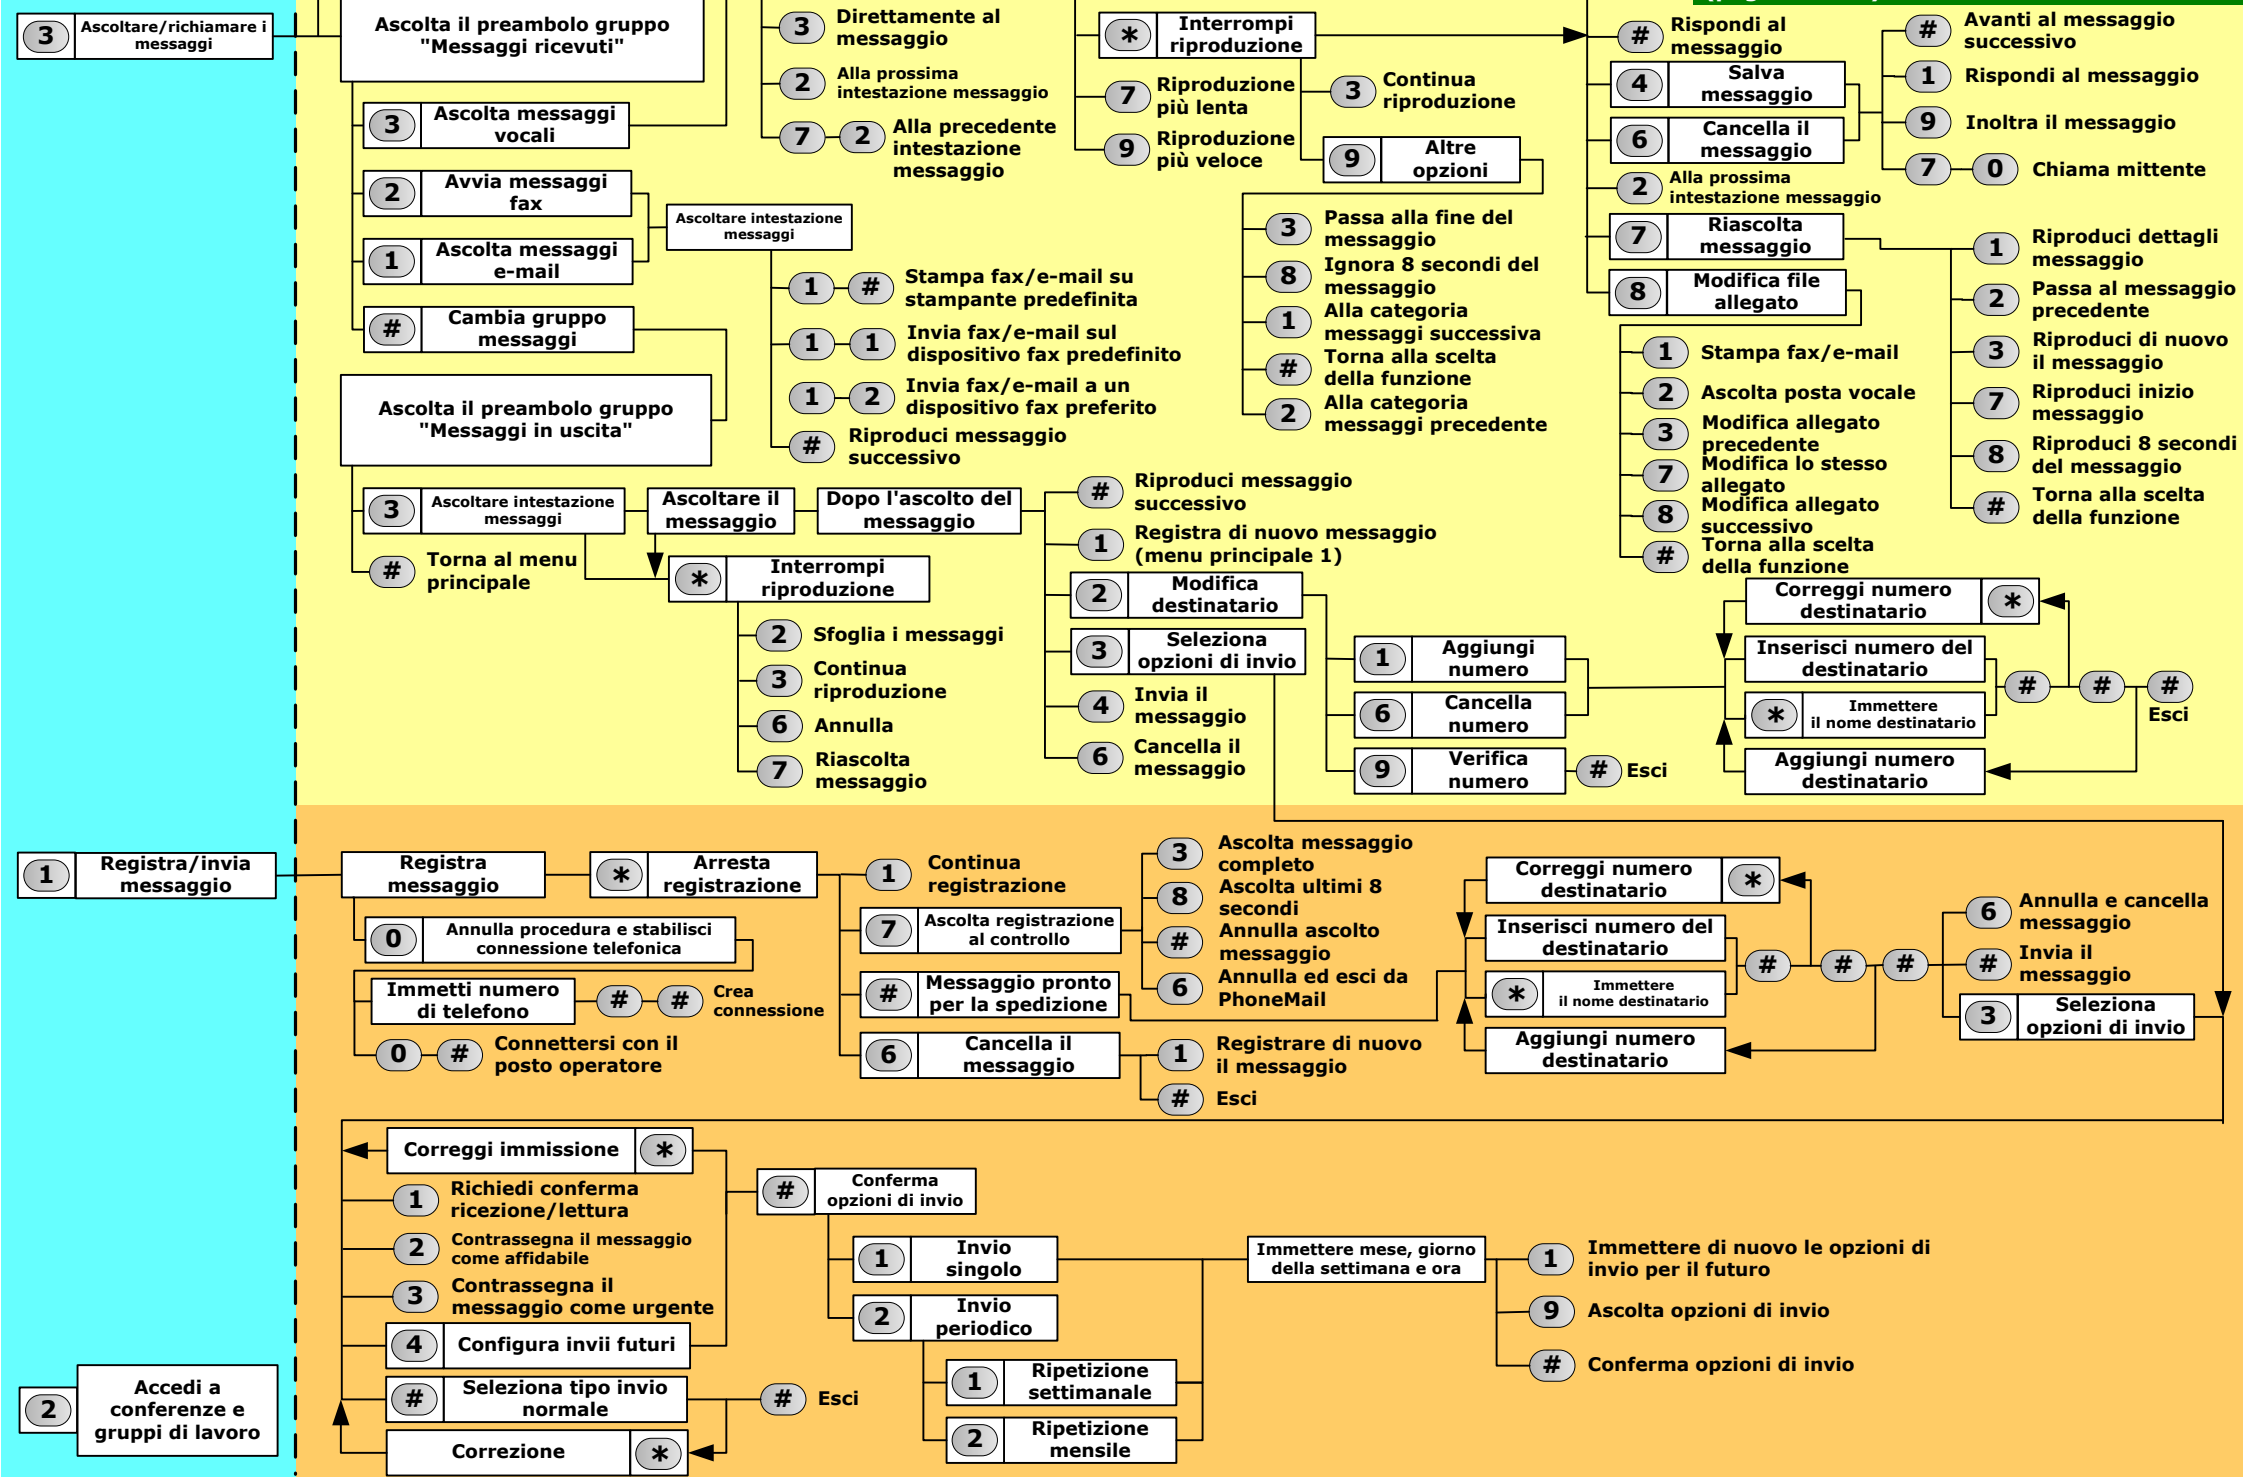 3
Ascoltare/richiamare i
messaggi
Ascolta il preambolo gruppo
"Messaggi ricevuti"
3
Ascolta messaggi
vocali
2
Avvia messaggi
fax
1
Ascolta messaggi
e-mail
#
Cambia gruppo
messaggi
Ascoltare intestazione
messaggi
1 #
Stampa fax/e-mail su
stampante predefinita
1 1
Invia fax/e-mail sul
dispositivo fax predefinito
1 2
Invia fax/e-mail a un
dispositivo fax preferito
#
Riproduci messaggio
successivo
3
Direttamente al
messaggio
2
Alla prossima
intestazione messaggio
7 2
Alla precedente
intestazione
messaggio
*
Interrompi
riproduzione
7
Riproduzione
più lenta
9
Riproduzione
più veloce
3
Continua
riproduzione
9
Altre
opzioni
3
Passa alla fine del
messaggio
8
Ignora 8 secondi del
messaggio
1
Alla categoria
messaggi successiva
#
Torna alla scelta
della funzione
2
Alla categoria
messaggi precedente
#
Rispondi al
messaggio
4
Salva
messaggio
6
Cancella il
messaggio
2
Alla prossima
intestazione messaggio
7
Riascolta
messaggio
8
Modifica file
allegato
#
Avanti al messaggio
successivo
1
Rispondi al messaggio
9
Inoltra il messaggio
7 0
Chiama mittente
1
Riproduci dettagli
messaggio
2
Passa al messaggio
precedente
3
Riproduci di nuovo
il messaggio
7
Riproduci inizio
messaggio
8
Riproduci 8 secondi
del messaggio
#
Torna alla scelta
della funzione
1
Stampa fax/e-mail
2
Ascolta posta vocale
3
Modifica allegato
precedente
7
Modifica lo stesso
allegato
8
Modifica allegato
successivo
#
Torna alla scelta
della funzione
Ascolta il preambolo gruppo
"Messaggi in uscita"
3
Ascoltare intestazione
messaggi
#
Torna al menu
principale
Ascoltare il
messaggio
Dopo l'ascolto del
messaggio
*
Interrompi
riproduzione
2
Sfoglia i messaggi
3
Continua
riproduzione
6
Annulla
7
Riascolta
messaggio
#
Riproduci messaggio
successivo
1
Registra di nuovo messaggio
(menu principale 1)
2
Modifica
destinatario
3
Seleziona
opzioni di invio
4
Invia il
messaggio
6
Cancella il
messaggio
1
Aggiungi
numero
6
Cancella
numero
9
Verifica
numero
#
Esci
Correggi numero
destinatario
*
Inserisci numero del
destinatario
*
Immettere
il nome destinatario
Aggiungi numero
destinatario
# # #
Esci
1
Registra/invia
messaggio
Registra
messaggio
*
Arresta
registrazione
0
Annulla procedura e stabilisci
connessione telefonica
Immetti numero
di telefono
# #
Crea
connessione
0 #
Connettersi con il
posto operatore
1
Continua
registrazione
7
Ascolta registrazione
al controllo
#
Messaggio pronto
per la spedizione
6
Cancella il
messaggio
3
Ascolta messaggio
completo
8
Ascolta ultimi 8
secondi
#
Annulla ascolto
messaggio
6
Annulla ed esci da
PhoneMail
1
Registrare di nuovo
il messaggio
#
Esci
Correggi numero
destinatario
*
Inserisci numero del
destinatario
*
Immettere
il nome destinatario
Aggiungi numero
destinatario
# # #
6
Annulla e cancella
messaggio
#
Invia il
messaggio
3
Seleziona
opzioni di invio
Correggi immissione
*
1
Richiedi conferma
ricezione/lettura
2
Contrassegna il messaggio
come affidabile
3
Contrassegna il
messaggio come urgente
4
Configura invii futuri
#
Seleziona tipo invio
normale
#
Esci
Correzione
*
#
Conferma
opzioni di invio
1
Invio
singolo
2
Invio
periodico
1
Ripetizione
settimanale
2
Ripetizione
mensile
Immettere mese, giorno
della settimana e ora
1
Immettere di nuovo le opzioni di
invio per il futuro
9
Ascolta opzioni di invio
#
Conferma opzioni di invio
2
Accedi a
conferenze e
gruppi di lavoro